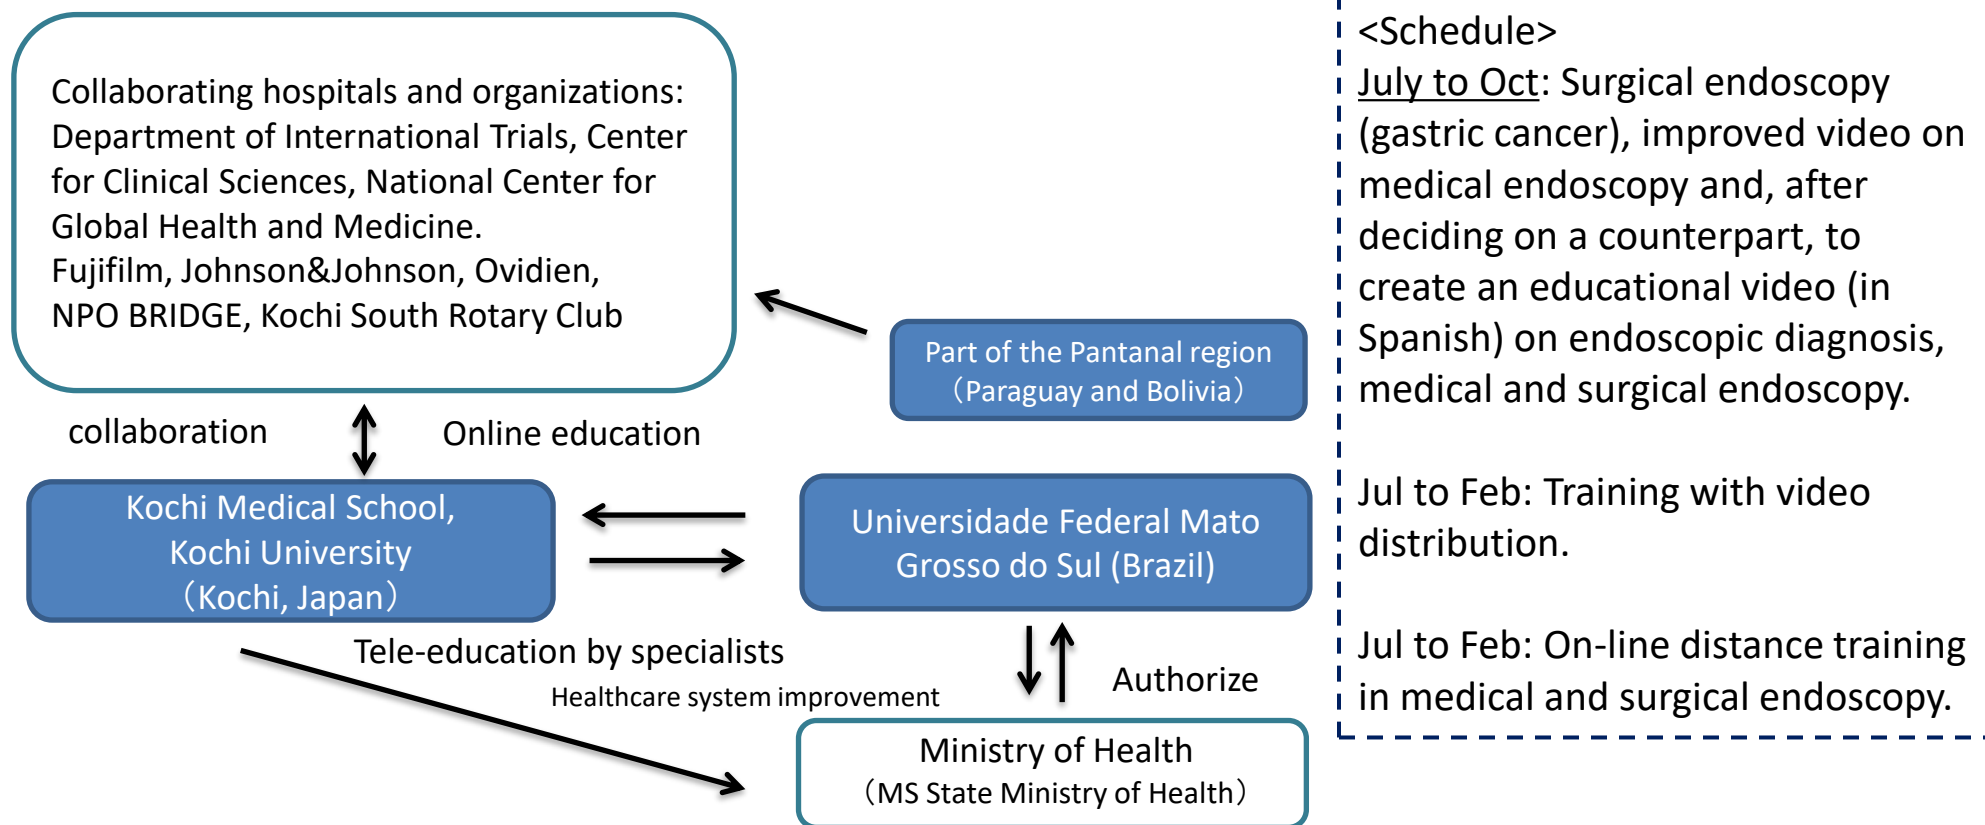 Collaborating hospitals and organizations:
Department of International Trials, Center
for Clinical Sciences, National Center for
Global Health and Medicine.
Fujifilm, Johnson&Johnson, Ovidien,
NPO BRIDGE, Kochi South Rotary Club
Part of the Pantanal region
（Paraguay and Bolivia）
collaboration
Online education
Kochi Medical School,
Kochi University
（Kochi, Japan）
Universidade Federal Mato
Grosso do Sul (Brazil)
Tele-education by specialists
Healthcare system improvement
Authorize
Ministry of Health
（MS State Ministry of Health）
<Schedule>
July to Oct: Surgical endoscopy
(gastric cancer), improved video on
medical endoscopy and, after
deciding on a counterpart, to
create an educational video (in
Spanish) on endoscopic diagnosis,
medical and surgical endoscopy.
Jul to Feb: Training with video
distribution.
Jul to Feb: On-line distance training
in medical and surgical endoscopy.